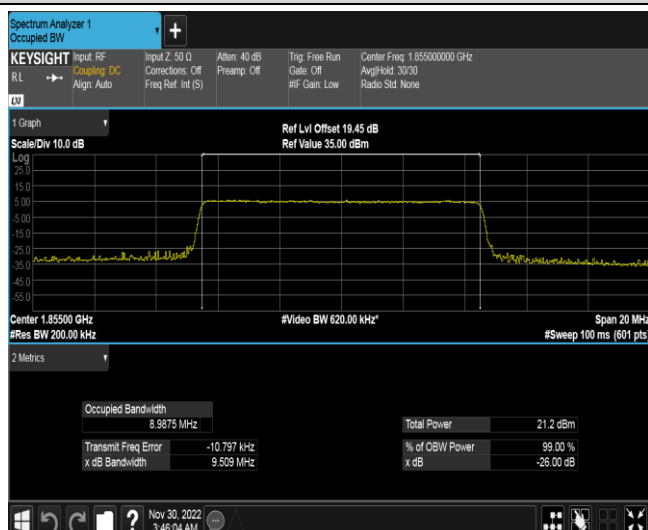 Spectrum Analyzer 1
Occupied BW
KEYSIGHT
RL
LXI
Input: RF
Coupling: DC
Align: Auto
Input Z: 50 Ω
Corrections: Off
Freq Ref: Int (S)
Atten: 40 dB
Preamp: Off
Trig: Free Run
Gate: Off
#IF Gain: Low
Center Freq: 1.855000000 GHz
Avg|Hold: 30/30
Radio Std: None
1 Graph
Scale/Div 10.0 dB
Ref Lvl Offset 19.45 dB
Ref Value 35.00 dBm
Log
25.0
15.0
5.00
-5.00
-15.0
-25.0
-35.0
-45.0
-55.0
Center 1.85500 GHz
#Res BW 200.00 kHz
#Video BW 620.00 kHz*
Span 20 MHz
#Sweep 100 ms (601 pts)
2 Metrics
Occupied Bandwidth
8.9875 MHz
Transmit Freq Error -10.797 kHz
x dB Bandwidth 9.509 MHz
Total Power 21.2 dBm
% of OBW Power 99.00 %
x dB -26.00 dB
?
Nov 30, 2022
3:46:04 AM